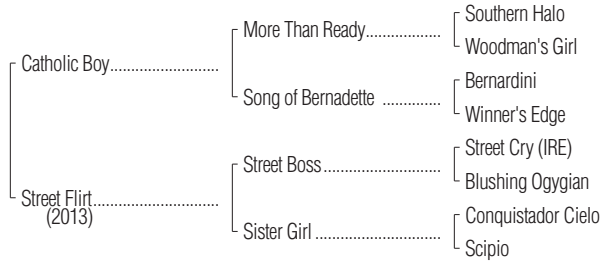 Southern Halo
More Than Ready..................
Woodman's Girl
Catholic Boy.........................
Bernardini
Song of Bernadette ..............
Winner's Edge
Street Cry (IRE)
Street Boss............................
Blushing Ogygian
Street Flirt.............................
(2013)
Conquistador Cielo
Sister Girl ..............................
Scipio